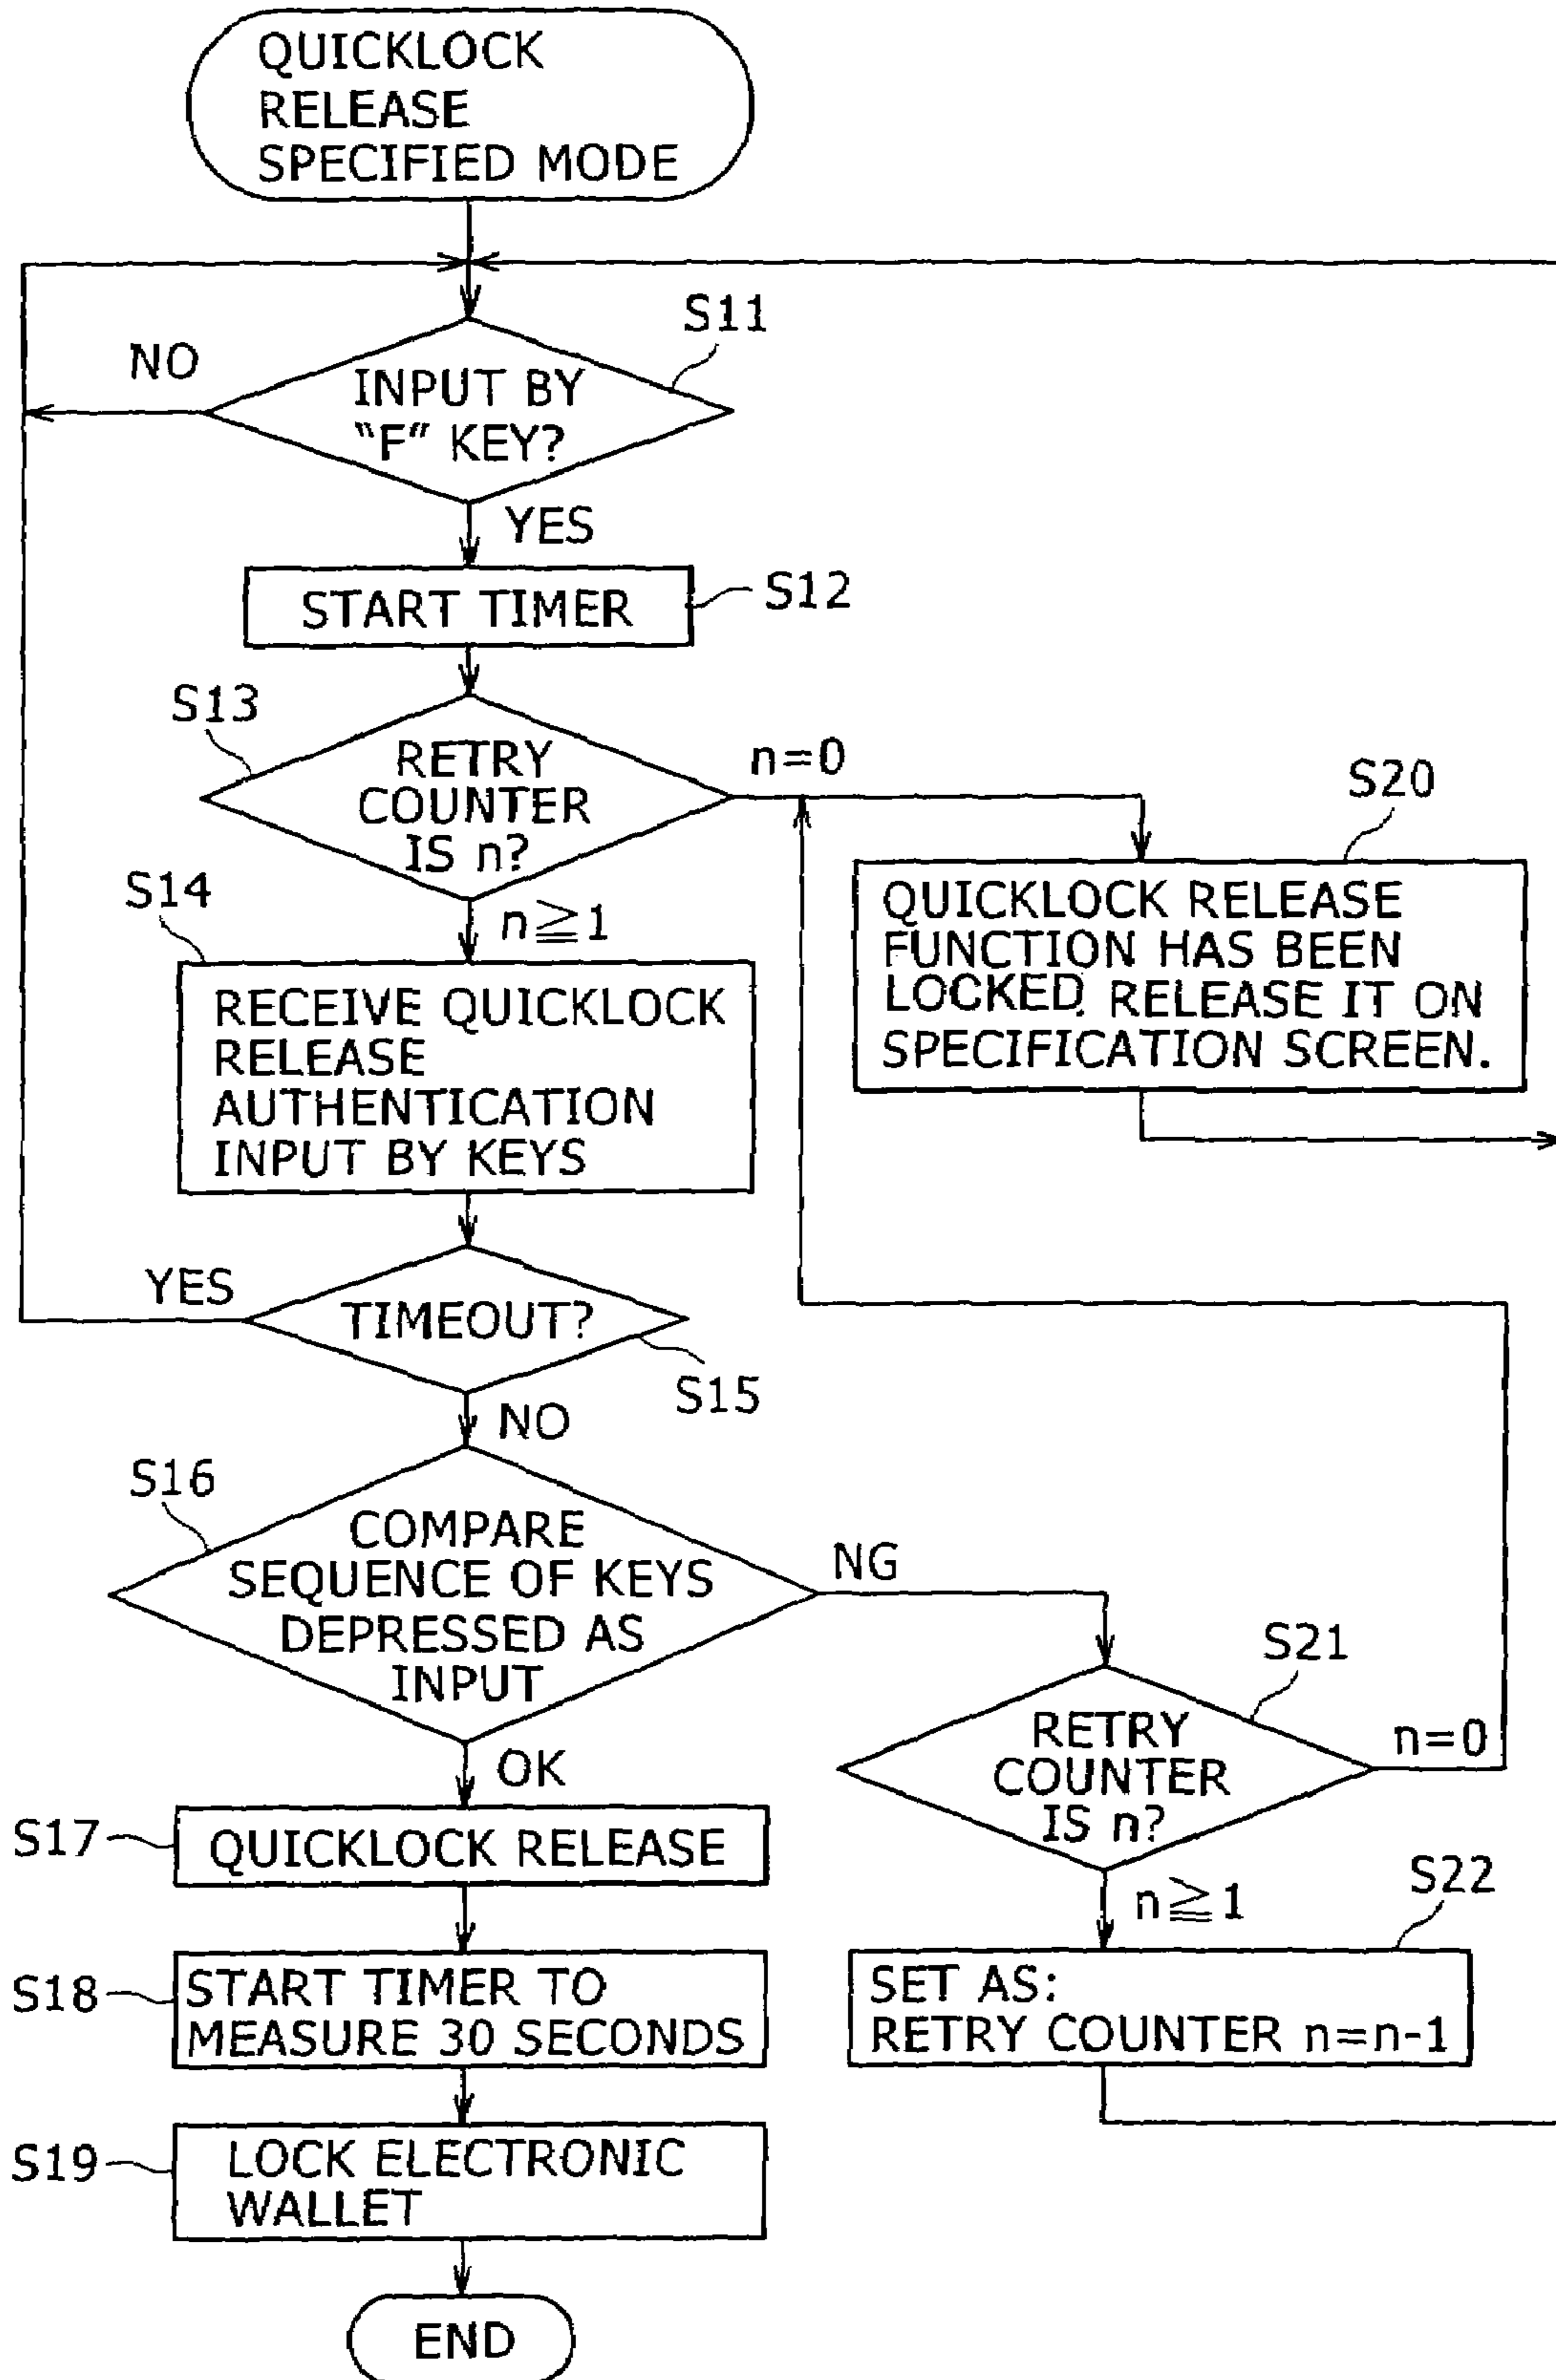 QUICKLOCK
RELEASE
SPECIFIED MODE
S11
NO
INPUT BY
"F" KEY?
YES
START TIMER
S12
S13
RETRY
COUNTER
IS n?
n=0
S20
QUICKLOCK RELEASE
FUNCTION HAS BEEN
LOCKED. RELEASE IT ON
SPECIFICATION SCREEN.
n≧1
S14
RECEIVE QUICKLOCK
RELEASE
AUTHENTICATION
INPUT BY KEYS
YES
TIMEOUT?
S15
NO
S16
COMPARE
SEQUENCE OF KEYS
DEPRESSED AS
INPUT
NG
S21
RETRY
COUNTER
IS n?
n=0
OK
S17
QUICKLOCK RELEASE
n≧1
S22
SET AS:
RETRY COUNTER n=n-1
S18
START TIMER TO
MEASURE 30 SECONDS
S19
LOCK ELECTRONIC
WALLET
END